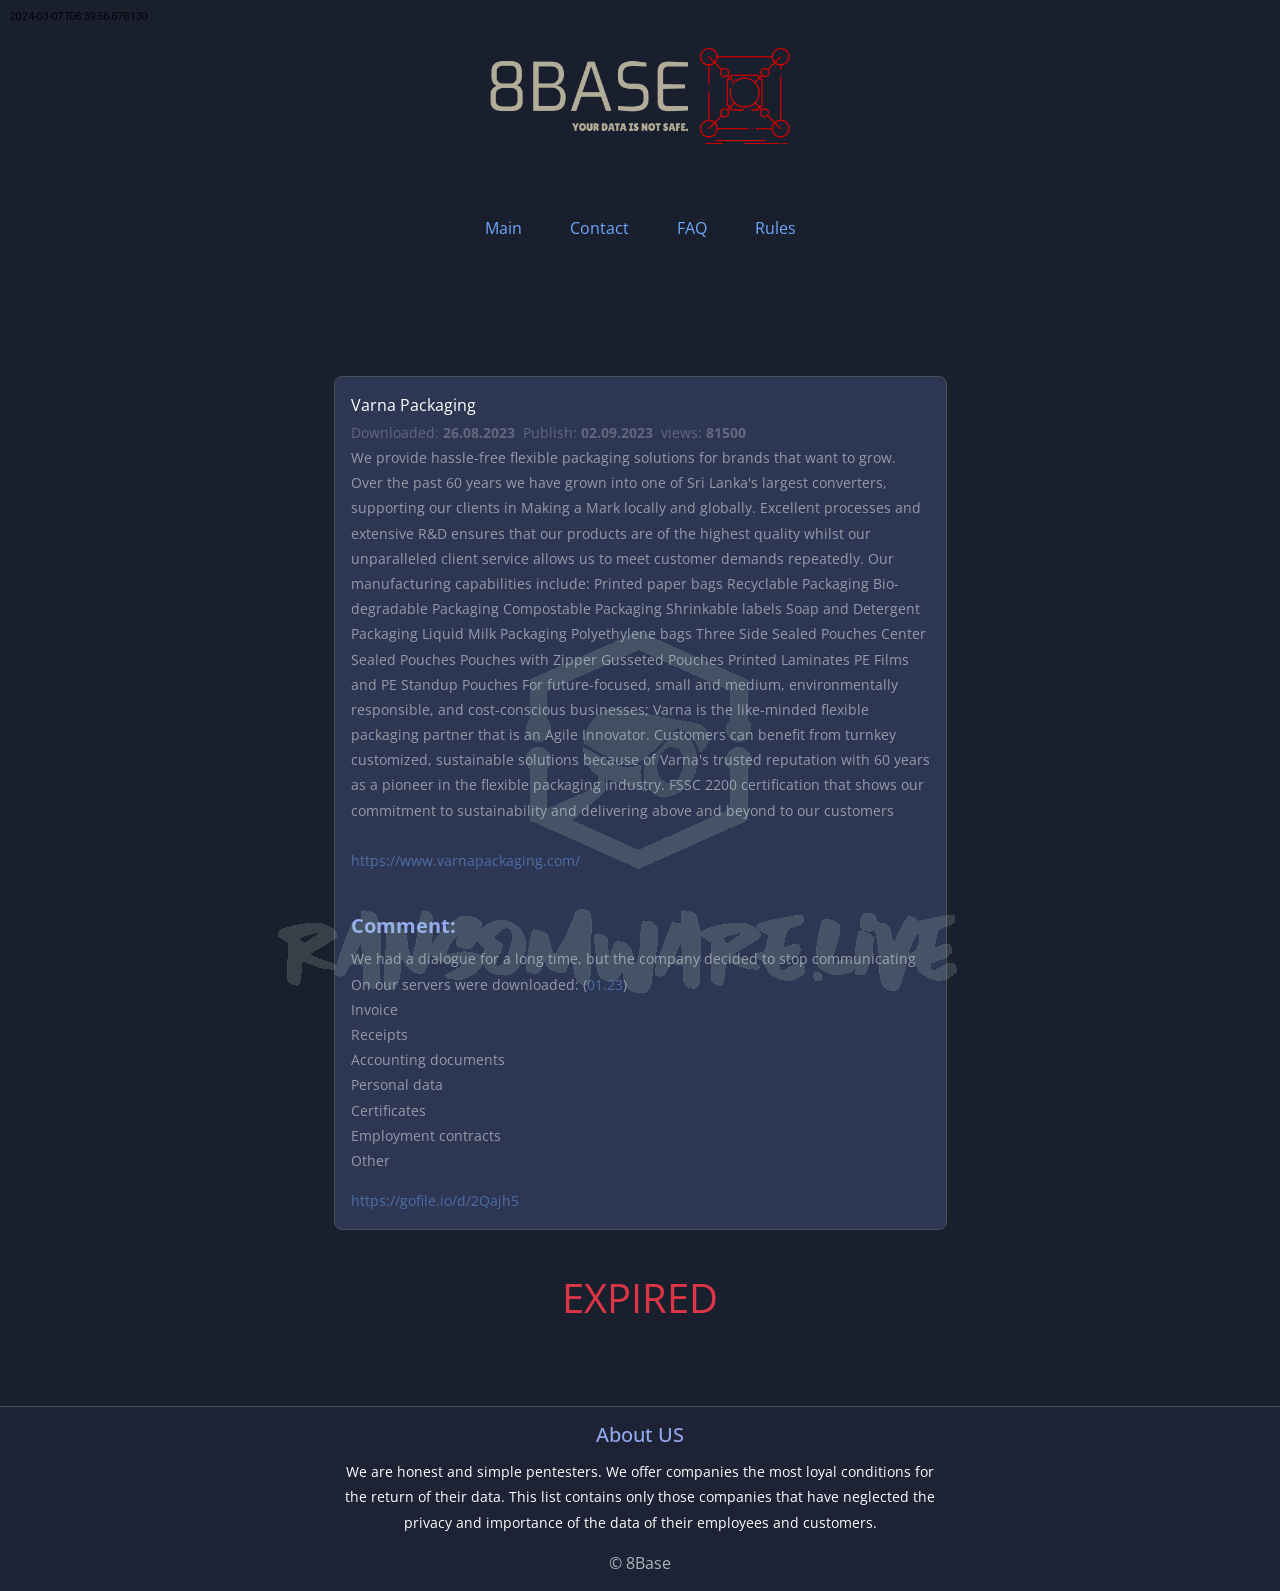 2024-03-07T06:39:56.676130
8BASE
YOUR DATA IS NOT SAFE.
Main Contact FAQ Rules
Varna Packaging
Downloaded: 26.08.2023 Publish: 02.09.2023 views: 81500
We provide hassle-free flexible packaging solutions for brands that want to grow.
Over the past 60 years we have grown into one of Sri Lanka's largest converters,
supporting our clients in Making a Mark locally and globally. Excellent processes and
extensive R&D ensures that our products are of the highest quality whilst our
unparalleled client service allows us to meet customer demands repeatedly. Our
manufacturing capabilities include: Printed paper bags Recyclable Packaging Bio-
degradable Packaging Compostable Packaging Shrinkable labels Soap and Detergent
Packaging Liquid Milk Packaging Polyethylene bags Three Side Sealed Pouches Center
Sealed Pouches Pouches with Zipper Gusseted Pouches Printed Laminates PE Films
and PE Standup Pouches For future-focused, small and medium, environmentally
responsible, and cost-conscious businesses; Varna is the like-minded flexible
packaging partner that is an Agile Innovator. Customers can benefit from turnkey
customized, sustainable solutions because of Varna's trusted reputation with 60 years
as a pioneer in the flexible packaging industry. FSSC 2200 certification that shows our
commitment to sustainability and delivering above and beyond to our customers
https://www.varnapackaging.com/
Comment:
RANSOMWARE.LIVE
We had a dialogue for a long time, but the company decided to stop communicating
On our servers were downloaded: (01.23)
Invoice
Receipts
Accounting documents
Personal data
Certificates
Employment contracts
Other
https://gofile.io/d/2Qajh5
EXPIRED
About US
We are honest and simple pentesters. We offer companies the most loyal conditions for
the return of their data. This list contains only those companies that have neglected the
privacy and importance of the data of their employees and customers.
© 8Base